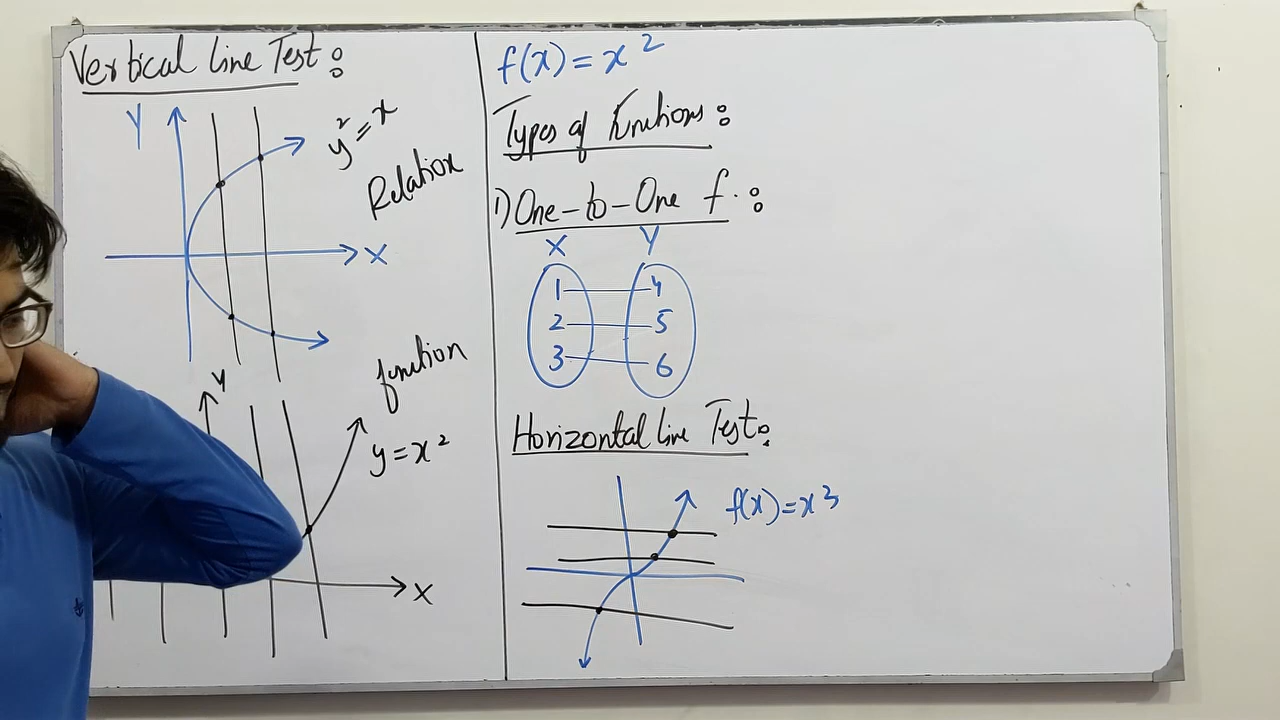 Vertical Line Test:
Y
y² = x
Relation
X
Y
function
y = x²
X
f(x) = x²
Types of Functions:
1) One-to-One f.:
X Y
1 4
2 5
3 6
Horizontal Line Test:
f(x) = x³